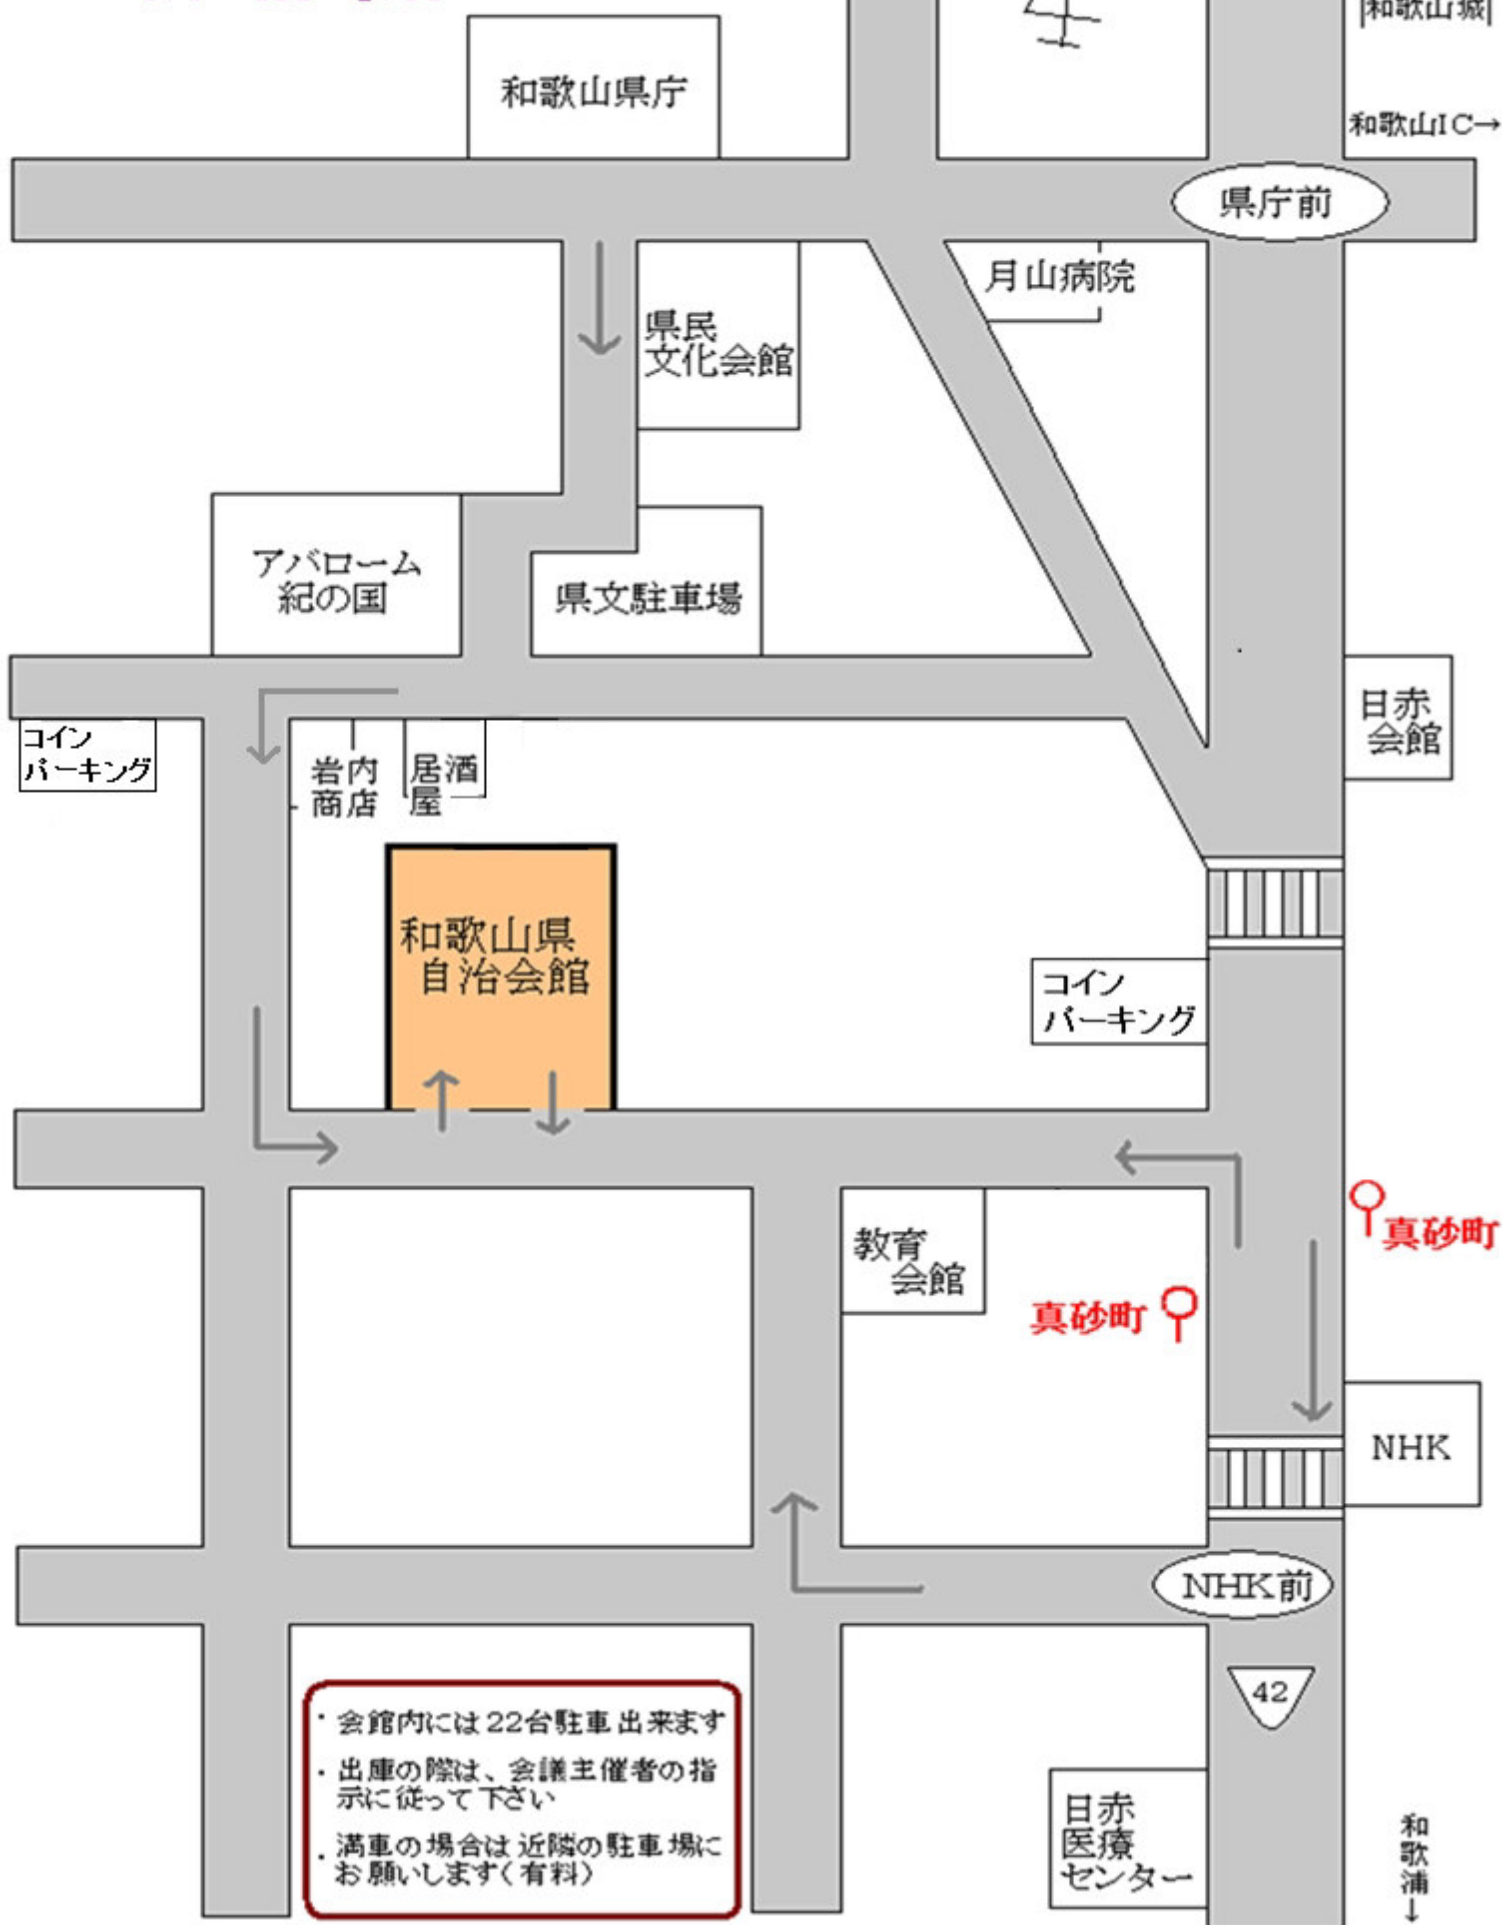 和歌山城
和歌山県庁
和歌山IC→
県庁前
月山病院
県民
文化会館
アバローム
紀の国
県文駐車場
日赤
会館
コイン
パーキング
岩内
商店
居酒
屋
和歌山県
自治会館
コイン
パーキング
真砂町
教育
会館
真砂町
NHK
NHK前
42
・会館内には22台駐車出来ます
・出庫の際は、会議主催者の指
示に従って下さい
・満車の場合は近隣の駐車場に
お願いします(有料)
日赤
医療
センター
和歌浦↓